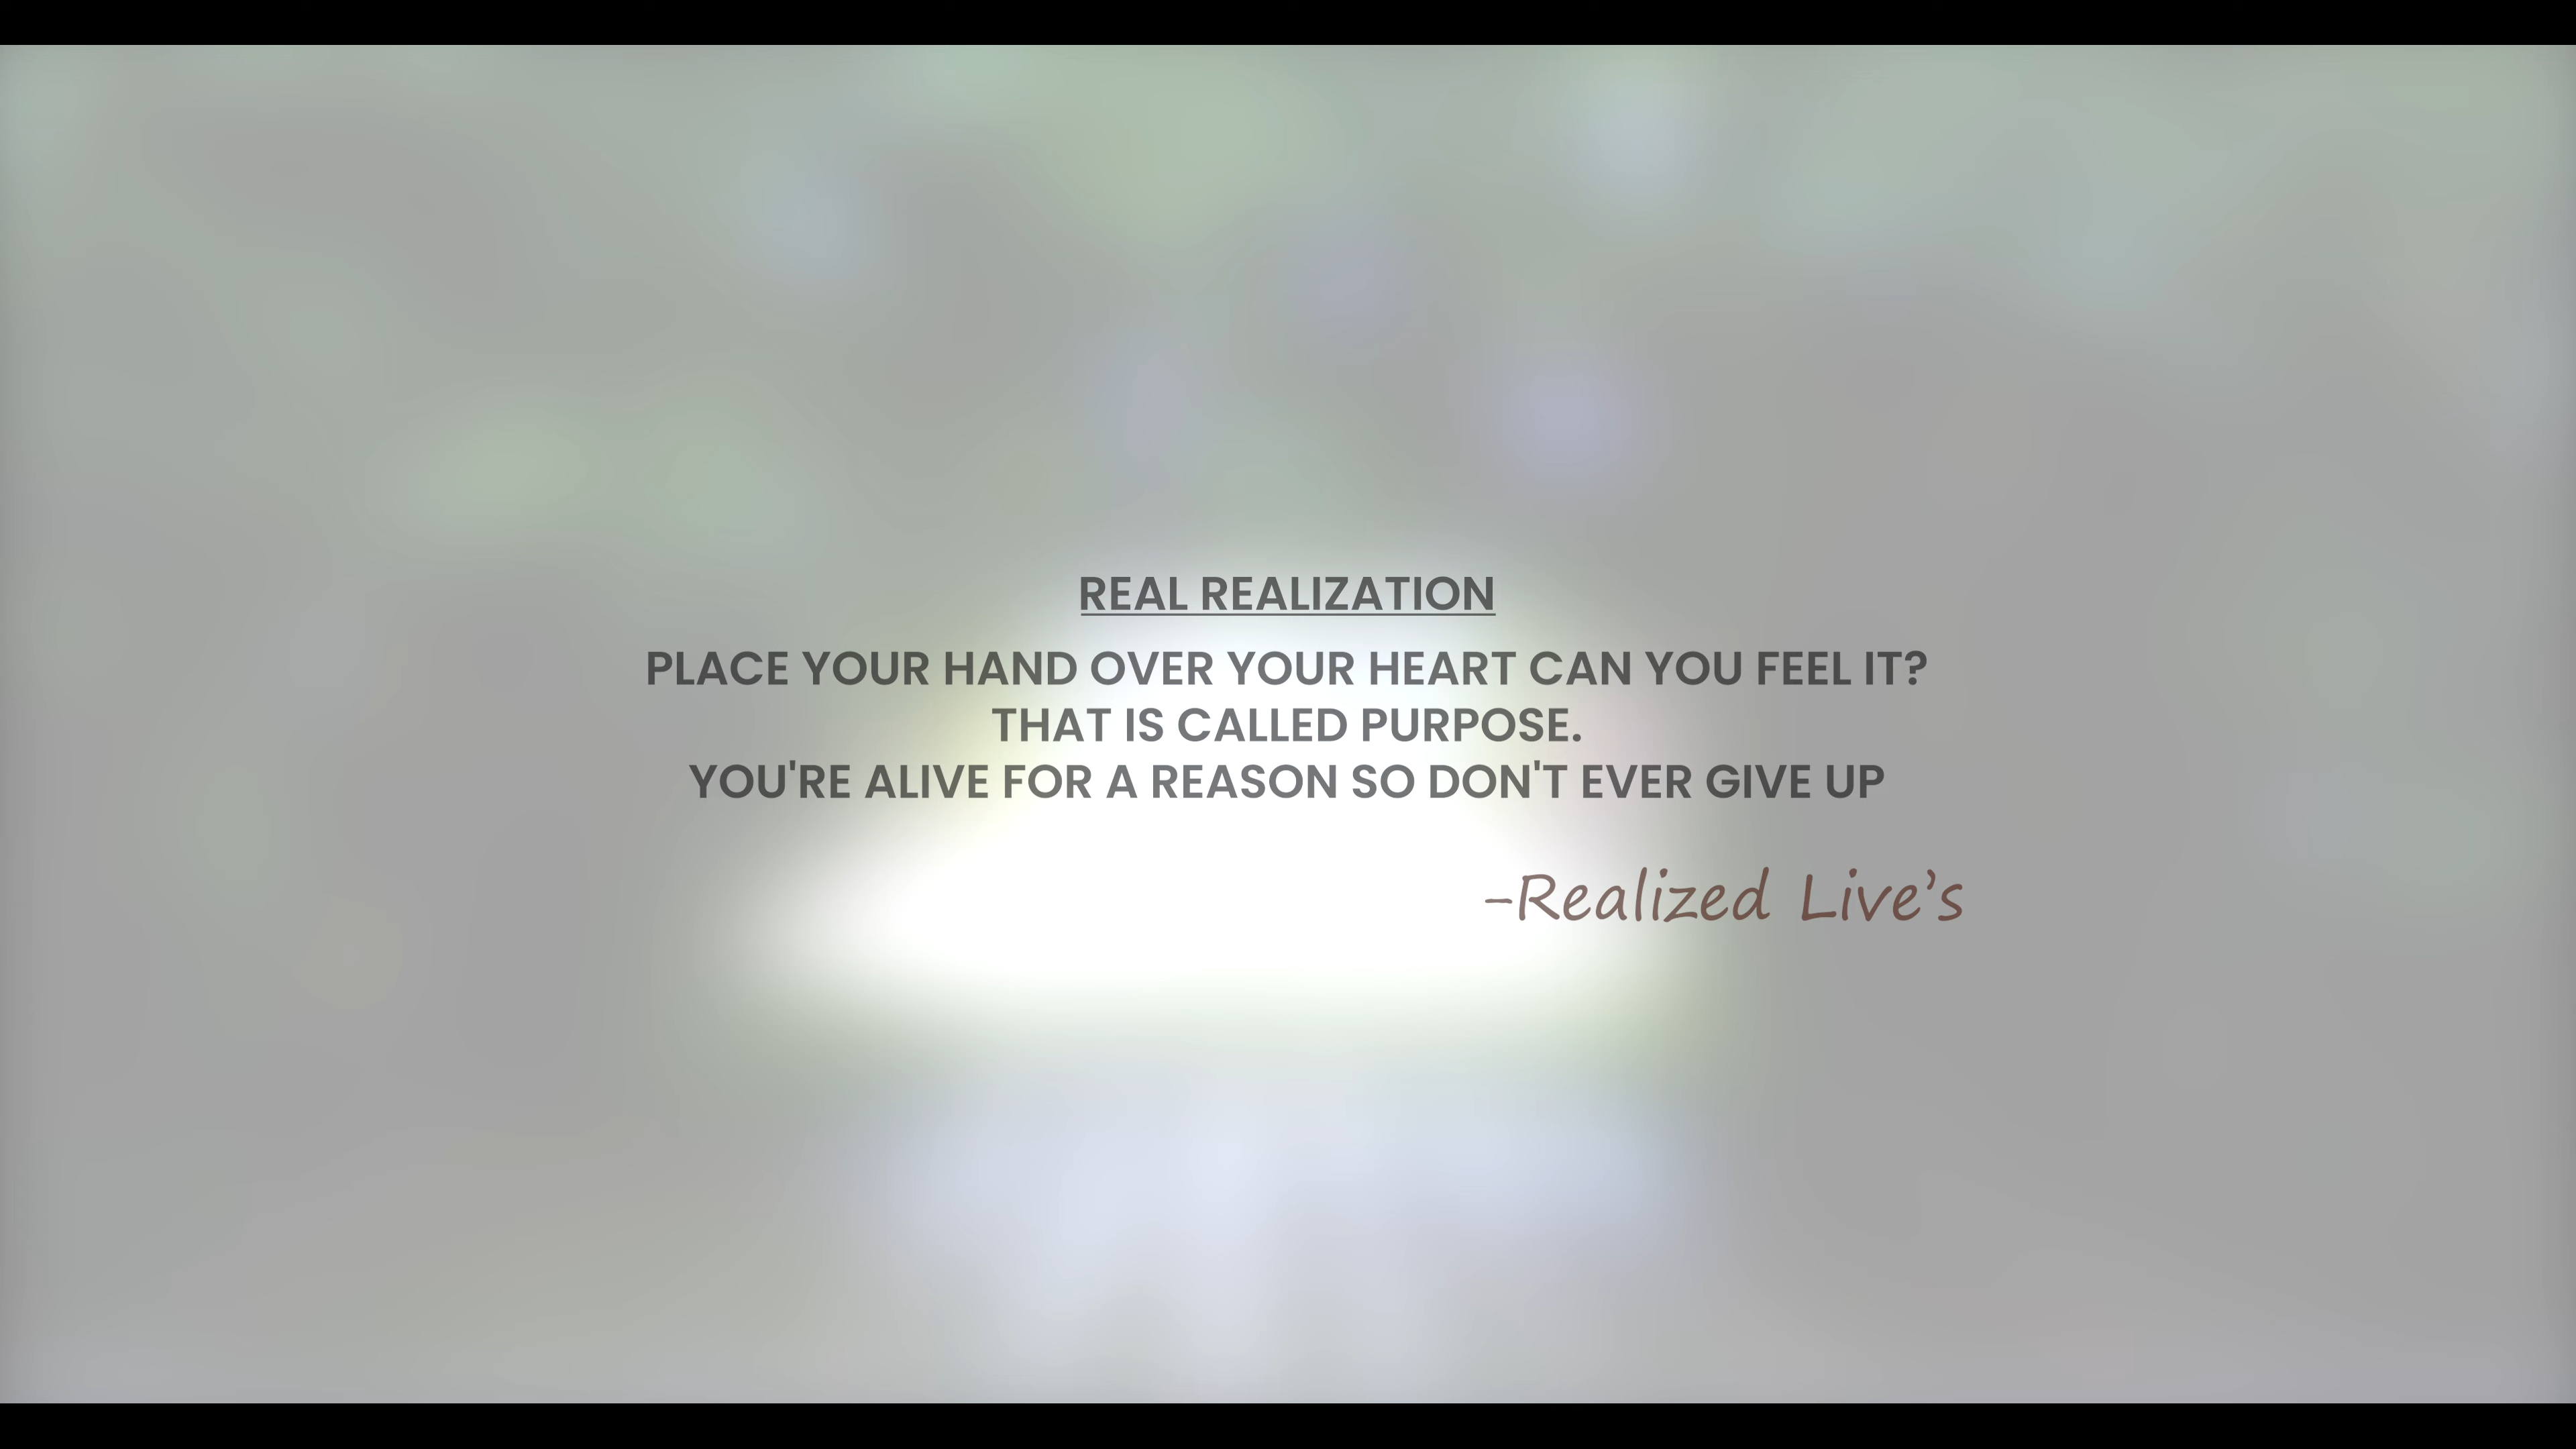 REAL REALIZATION
PLACE YOUR HAND OVER YOUR HEART CAN YOU FEEL IT?
THAT IS CALLED PURPOSE.
YOU'RE ALIVE FOR A REASON SO DON'T EVER GIVE UP
-Realized Live's